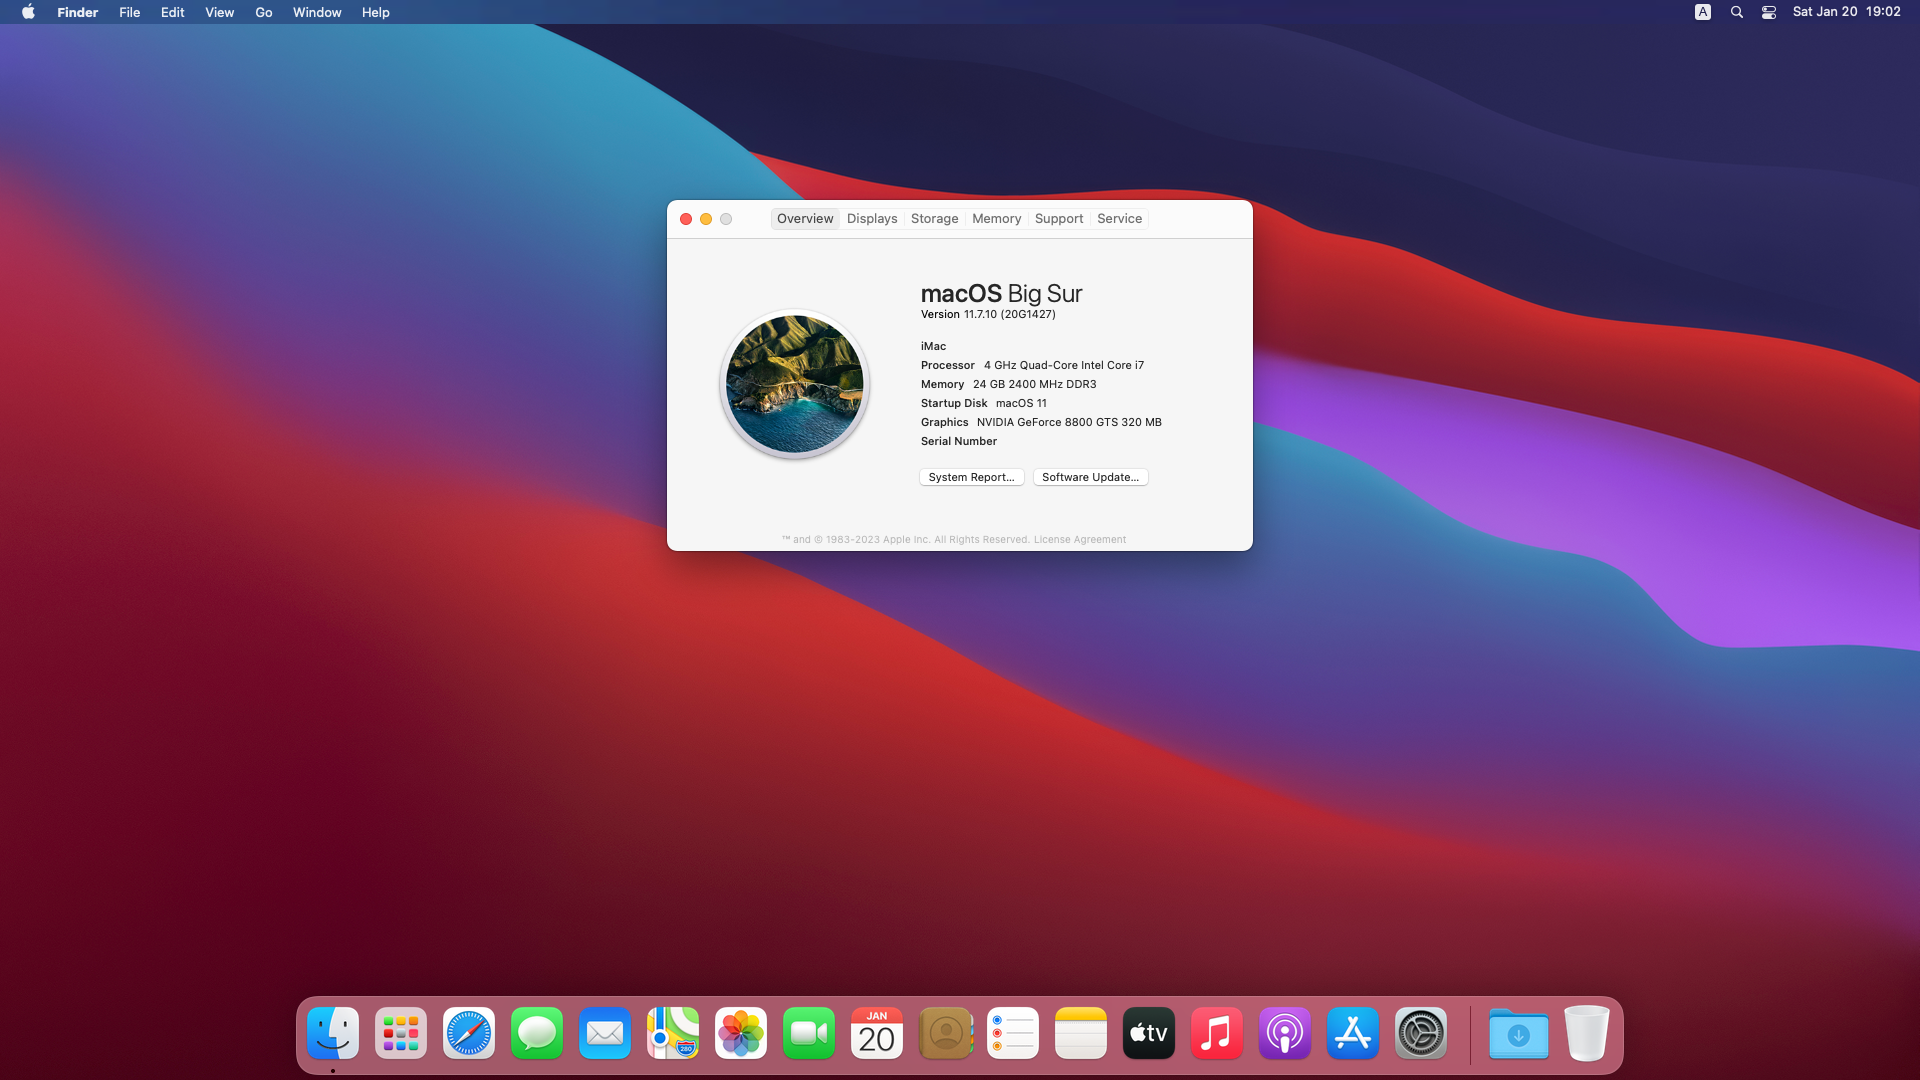 Finder File Edit View Go Window Help
A Sat Jan 20 19:02
Overview Displays Storage Memory Support Service
macOS Big Sur
Version 11.7.10 (20G1427)
iMac
Processor 4 GHz Quad-Core Intel Core i7
Memory 24 GB 2400 MHz DDR3
Startup Disk macOS 11
Graphics NVIDIA GeForce 8800 GTS 320 MB
Serial Number
System Report... Software Update...
™ and © 1983-2023 Apple Inc. All Rights Reserved. License Agreement
280
JAN
20
tv